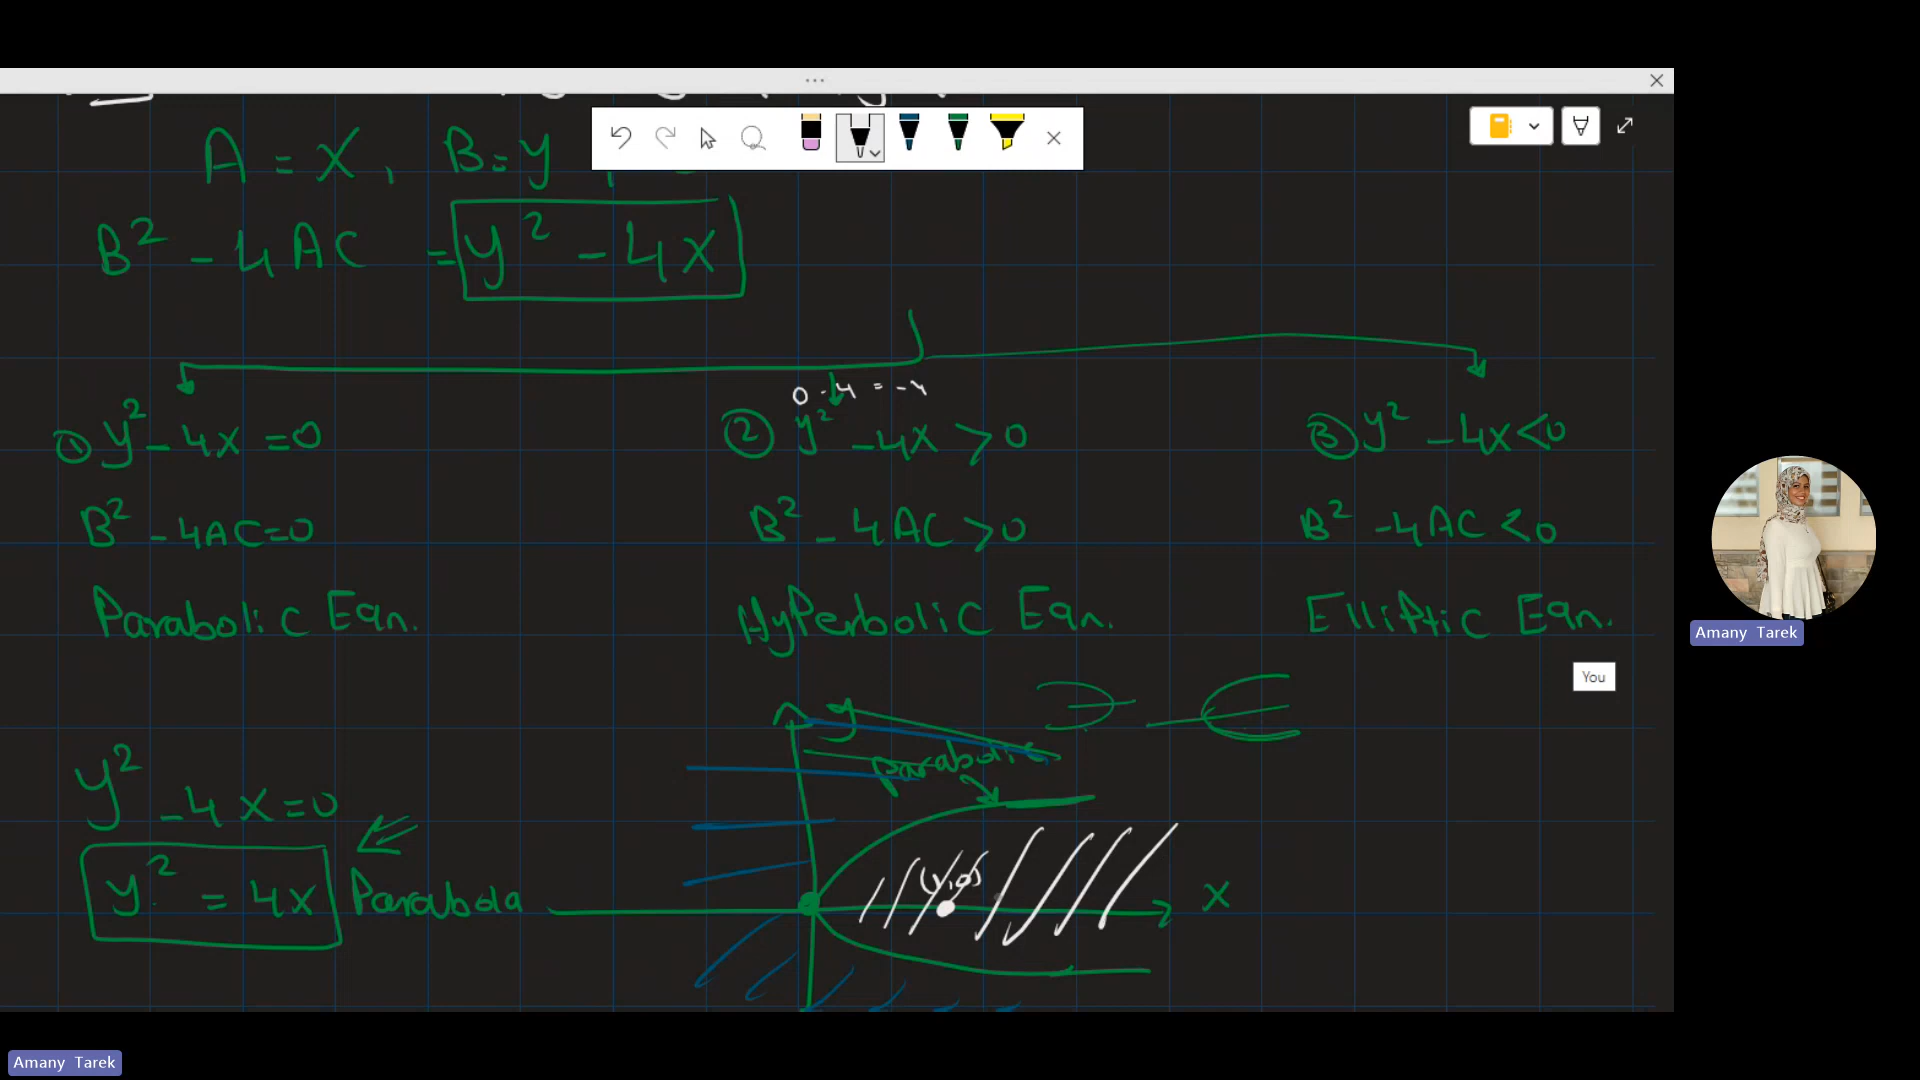 A = X , B = y ,
B² - 4AC = y² - 4X
0 - 4 = -4
① y² - 4X = 0
② y² - 4X > 0
③ y² - 4X < 0
B² - 4AC = 0
B² - 4AC > 0
B² - 4AC < 0
Parabolic Eqn.
HyPerbolic Eqn.
Elliptic Eqn.
Amany Tarek
You
y
parabolic
y² - 4X = 0
y² = 4X Parabola
(1,0)
X
Amany Tarek